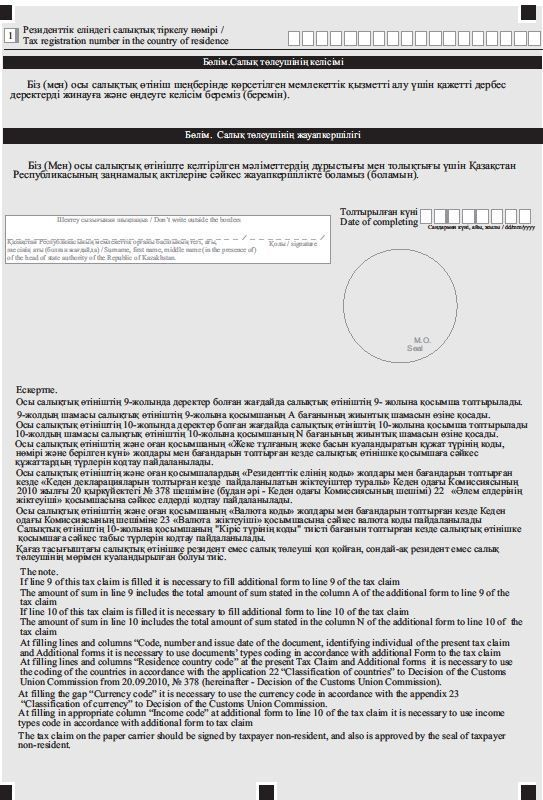 1 Резиденттік еліндегі салықтық тіркелу нөмірі /
Tax registration number in the country of residence
Бөлім.Салық төлеушінің келісімі
Біз (мен) осы салықтық өтініш шеңберінде көрсетілген мемлекеттік қызметті алу үшін қажетті дербес
деректерді жинауға және өңдеуге келісім береміз (беремін).
Бөлім. Салық төлеушінің жауапкершілігі
Біз (Мен) осы салықтық өтініште келтірілген мәліметтердің дұрыстығы мен толықтығы үшін Қазақстан
Республикасының заңнамалық актілеріне сәйкес жауапкершілікте боламыз (боламын).
Шектеу сызығынан шықпаңыз / Don't write outside the borders
Қазақстан Республикасының мемлекеттік органы басшысының тегі, аты,
әкесінің аты (болған жағдайда) / Surname, first name, middle name (in the presence of)
of the head of state authority of the Republic of Kazakhstan.
Қолы / signature
Толтырылған күні
Date of completing
Сандармен күні, айы, жылы / ddmm/yyyy
М.О.
Seal
Ескертпе.
Осы салықтық өтініштің 9-жолында деректер болған жағдайда салықтық өтініштің 9- жолына қосымша толтырылады.
9-жолдың шамасы салықтық өтініштің 9-жолына қосымшаның А бағанының жиынтық шамасын өзіне қосады.
Осы салықтық өтініштің 10-жолында деректер болған жағдайда салықтық өтініштің 10-жолына қосымша толтырылады
10-жолдың шамасы салықтық өтініштің 10-жолына қосымшаның N бағанының жиынтық шамасын өзіне қосады.
Осы салықтық өтініштің және оған қосымшаның «Жеке тұлғаның жеке басын куәландыратын құжат түрінің коды,
нөмірі және берілген күні» жолдары мен бағандарын толтырған кезде салықтық өтінішке қосымшаға сәйкес
құжаттардың түрлерін кодтау пайдаланылады.
Осы салықтық өтініштің және оған қосымшалардың «Резиденттік елінің коды» жолдары мен бағандарын толтырған
кезде «Кеден декларацияларын толтырған кезде пайдаланылатын жіктеуіштер туралы» Кеден одағы Комиссиясының
2010 жылғы 20 қыркүйектегі № 378 шешіміне (бұдан әрі - Кеден одағы Комиссиясының шешімі) 22 «Әлем елдерінің
жіктеуіші» қосымшасына сәйкес елдерді кодтау пайдаланылады.
Осы салықтық өтініштің және оған қосымшаның «Валюта коды» жолдары мен бағандарын толтырған кезде Кеден
одағы Комиссиясының шешіміне 23 «Валюта жіктеуіші» қосымшасына сәйкес валюта коды пайдаланылады
Салықтық өтініштің 10-жолына қосымшаның "Кіріс түрінің коды" тиісті бағанын толтырған кезде салықтық өтінішке
қосымшаға сәйкес табыс түрлерін кодтау пайдаланылады.
Қағаз тасығыштағы салықтық өтінішке резидент емес салық төлеуші қол қойған, сондай-ақ резидент емес салық
төлеушінің мөрімен куәландырылған болуы тиіс.
The note.
If line 9 of this tax claim is filled it is necessary to fill additional form to line 9 of the tax claim
The amount of sum in line 9 includes the total amount of sum stated in the column A of the additional form to line 9 of the
tax claim
If line 10 of this tax claim is filled it is necessary to fill additional form to line 10 of the tax claim
The amount of sum in line 10 includes the total amount of sum stated in the column N of the additional form to line 10 of the
tax claim
At filling lines and columns “Code, number and issue date of the document, identifying individual of the present tax claim
and Additional forms it is necessary to use documents’ types coding in accordance with additional Form to the tax claim
At filling lines and columns “Residence country code” at the present Tax Claim and Additional forms it is necessary to use
the coding of the countries in accordance with the application 22 “Classification of countries” to Decision of the Customs
Union Commission from 20.09.2010, № 378 (hereinafter - Decision of the Customs Union Commission).
At filling the gap “Currency code” it is necessary to use the currency code in accordance with the appendix 23
“Classification of currency” to Decision of the Customs Union Commission.
At filling in appropriate column “Income code” at additional form to line 10 of the tax claim it is necessary to use income
types code in accordance with additional form to tax claim
The tax claim on the paper carrier should be signed by taxpayer non-resident, and also is approved by the seal of taxpayer
non-resident.